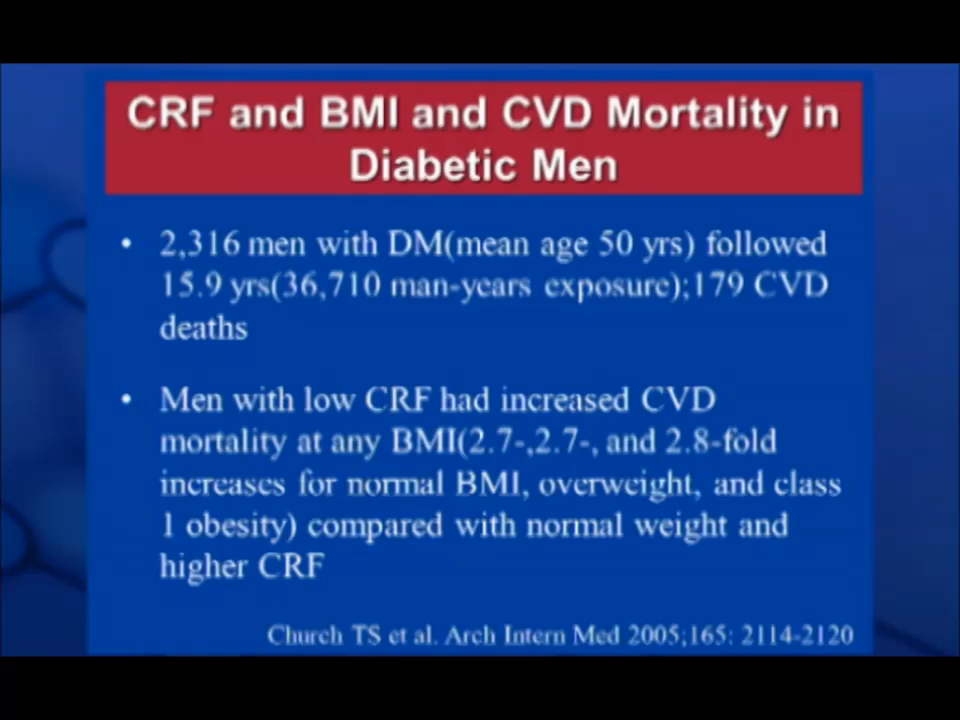 CRF and BMI and CVD Mortality in
Diabetic Men
• 2,316 men with DM(mean age 50 yrs) followed
15.9 yrs(36,710 man-years exposure);179 CVD
deaths
• Men with low CRF had increased CVD
mortality at any BMI(2.7-,2.7-, and 2.8-fold
increases for normal BMI, overweight, and class
1 obesity) compared with normal weight and
higher CRF
Church TS et al. Arch Intern Med 2005;165: 2114-2120